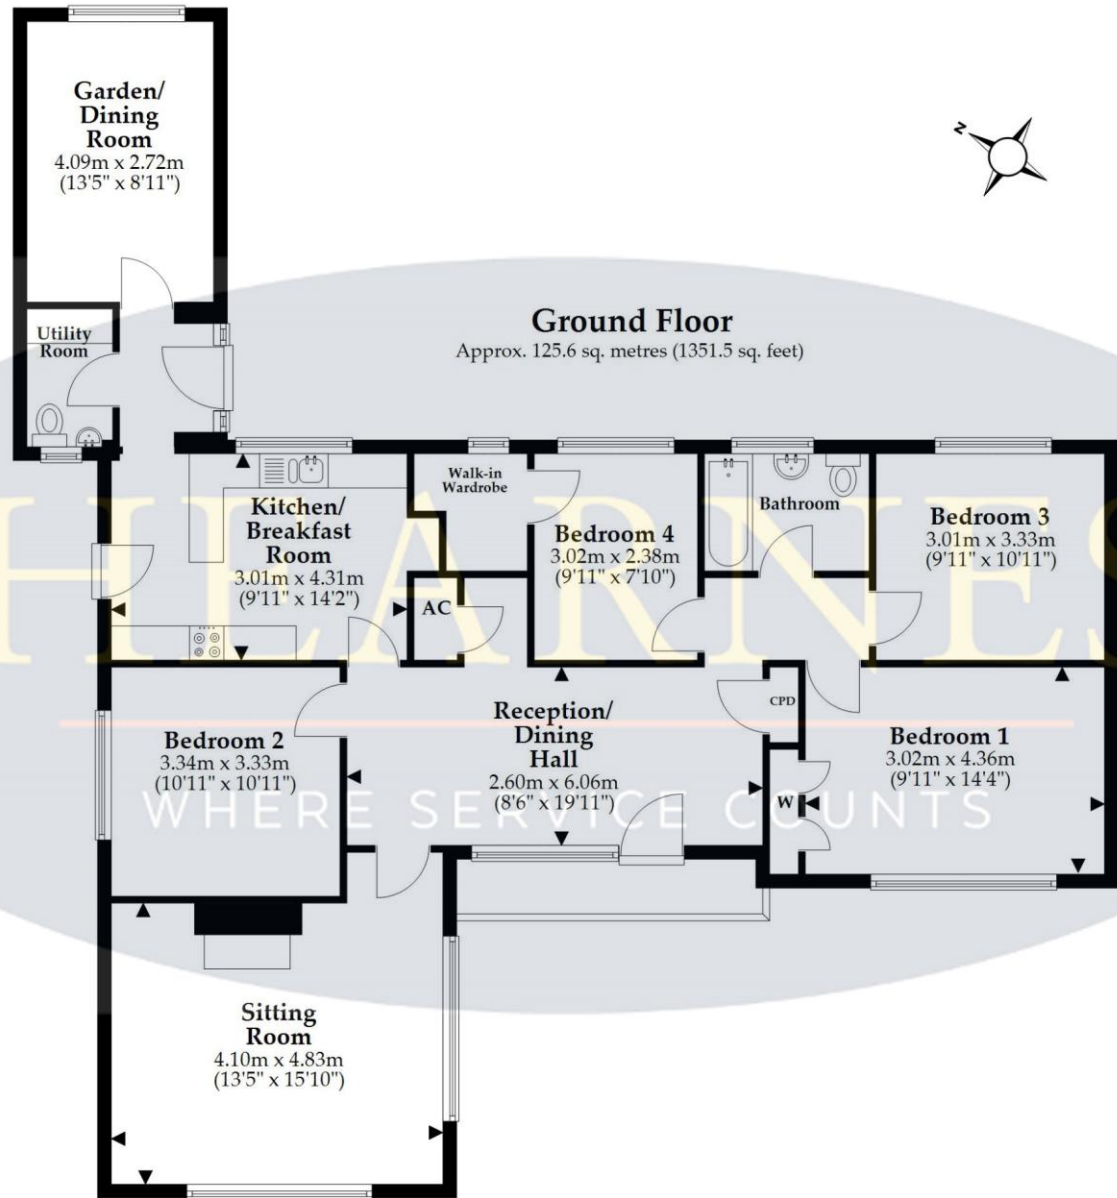 Garden/
Dining
Room
4.09m x 2.72m
(13'5" x 8'11")
N
Utility
Room
Ground Floor
Approx. 125.6 sq. metres (1351.5 sq. feet)
Kitchen/
Breakfast
Room
3.01m x 4.31m
(9'11" x 14'2")
Walk-in
Wardrobe
Bedroom 4
3.02m x 2.38m
(9'11" x 7'10")
Bathroom
Bedroom 3
3.01m x 3.33m
(9'11" x 10'11")
AC
HEARNES
Bedroom 2
3.34m x 3.33m
(10'11" x 10'11")
Reception/
Dining
Hall
2.60m x 6.06m
(8'6" x 19'11")
CPD
W
Bedroom 1
3.02m x 4.36m
(9'11" x 14'4")
WHERE SERVICE COUNTS
Sitting
Room
4.10m x 4.83m
(13'5" x 15'10")